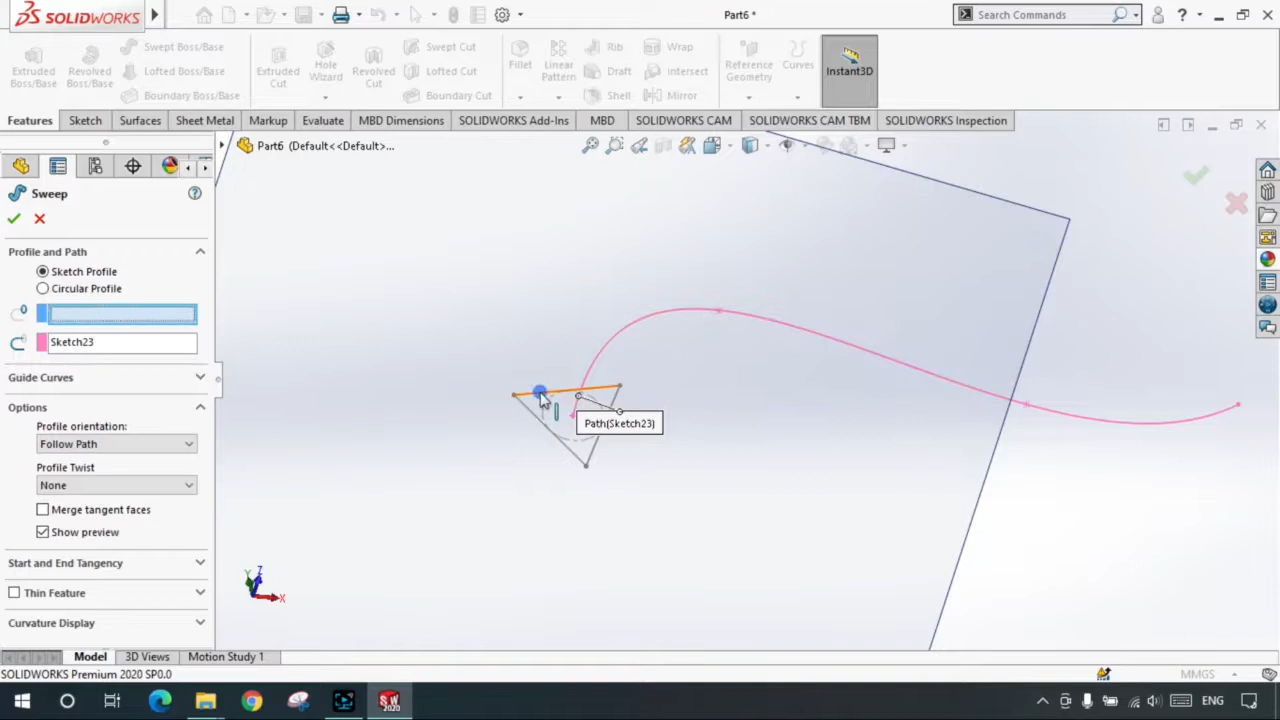 SOLIDWORKS
Part6 *
Search Commands
Extruded Boss/Base
Revolved Boss/Base
Swept Boss/Base
Lofted Boss/Base
Boundary Boss/Base
Extruded Cut
Hole Wizard
Revolved Cut
Swept Cut
Lofted Cut
Boundary Cut
Fillet
Linear Pattern
Rib
Draft
Shell
Wrap
Intersect
Mirror
Reference Geometry
Curves
Instant3D
Features
Sketch
Surfaces
Sheet Metal
Markup
Evaluate
MBD Dimensions
SOLIDWORKS Add-Ins
MBD
SOLIDWORKS CAM
SOLIDWORKS CAM TBM
SOLIDWORKS Inspection
Part6 (Default<<Default>...
Sweep
Profile and Path
Sketch Profile
Circular Profile
Sketch23
Guide Curves
Options
Profile orientation:
Follow Path
Profile Twist
None
Merge tangent faces
Show preview
Start and End Tangency
Thin Feature
Curvature Display
Path(Sketch23)
Y
Z
X
Model
3D Views
Motion Study 1
SOLIDWORKS Premium 2020 SP0.0
MMGS
SW
2020
ENG